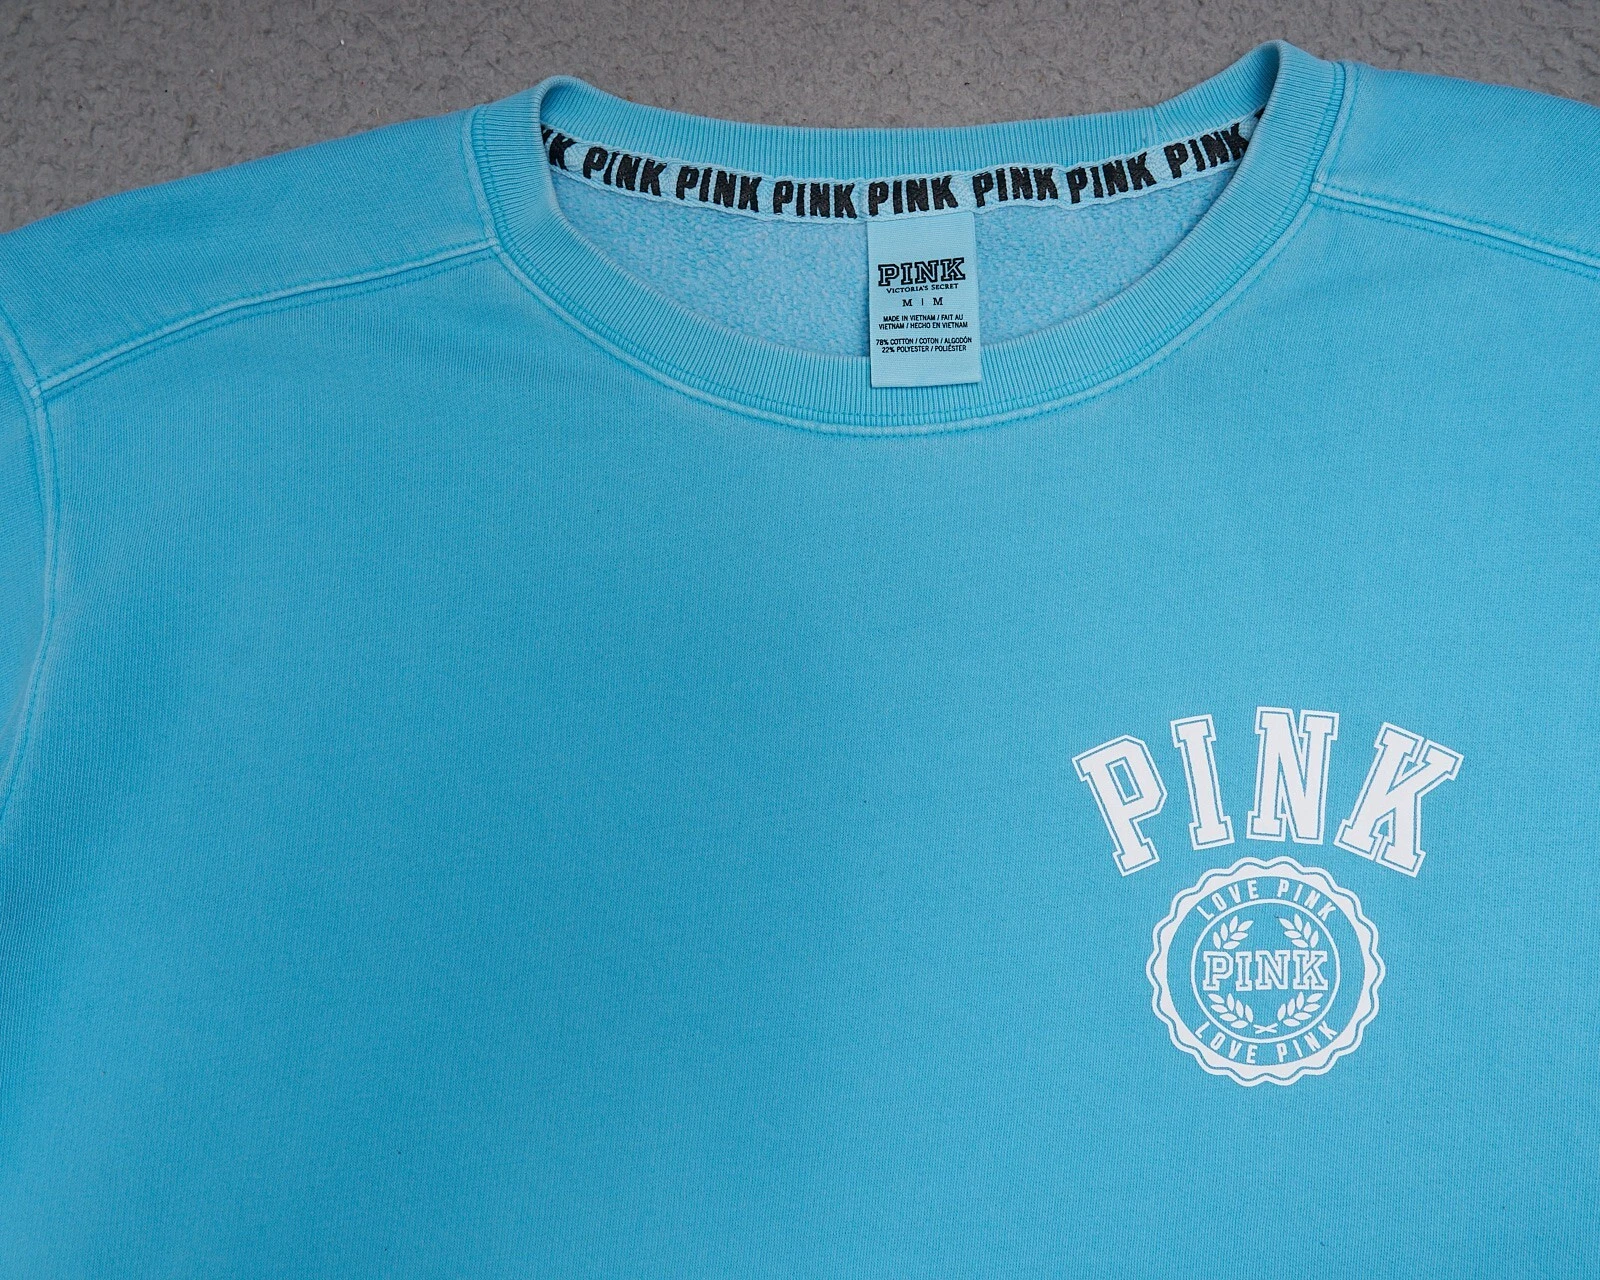 PINK PINK PINK PINK PINK PINK PINK
PINK
VICTORIA'S SECRET
M | M
MADE IN VIETNAM / FAIT AU
VIETNAM / HECHO EN VIETNAM
78% COTTON / COTON / ALGODÓN
22% POLYESTER / POLIÉSTER
PINK
LOVE PINK
PINK
LOVE PINK